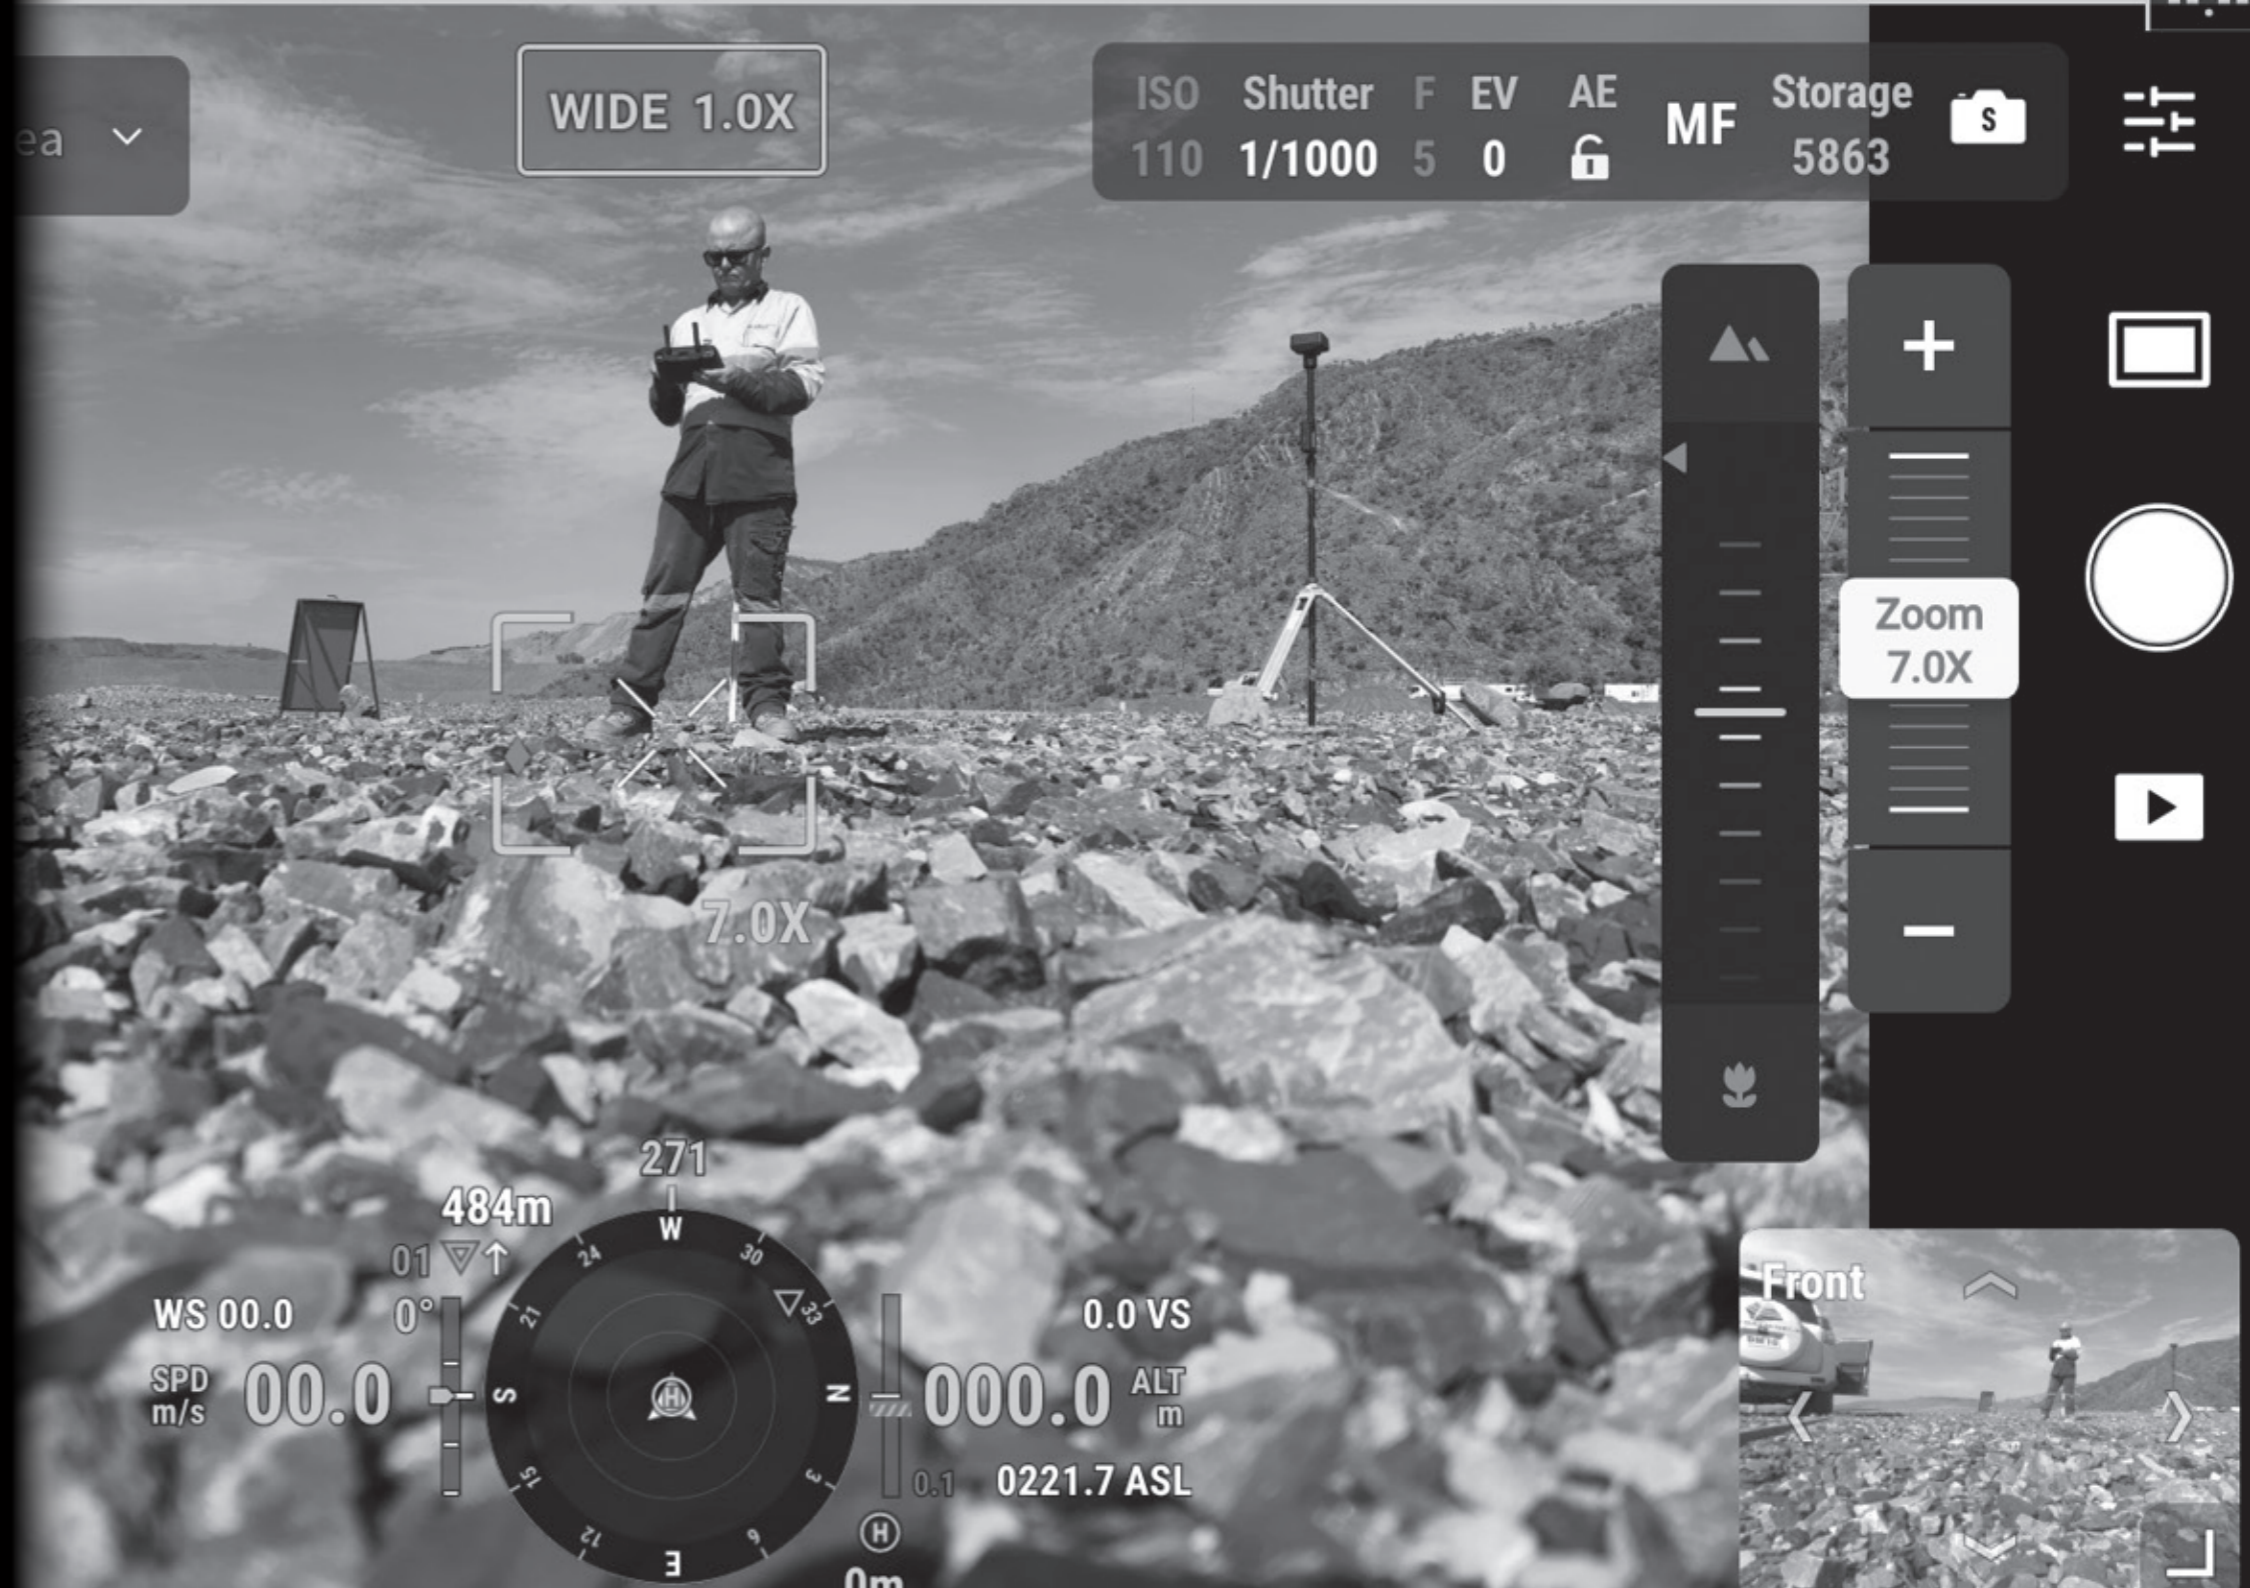 ea
WIDE 1.0X
ISO Shutter F EV AE MF Storage S
110 1/1000 5 0 5863
Zoom
7.0X
7.0X
271
484m
W
01
24 30
WS 00.0 0° 21 33 0.0 VS
SPD
m/s 00.0 S H N 000.0 ALT
m
15 3 0.1 0221.7 ASL
12 6
E
H
0m
Front